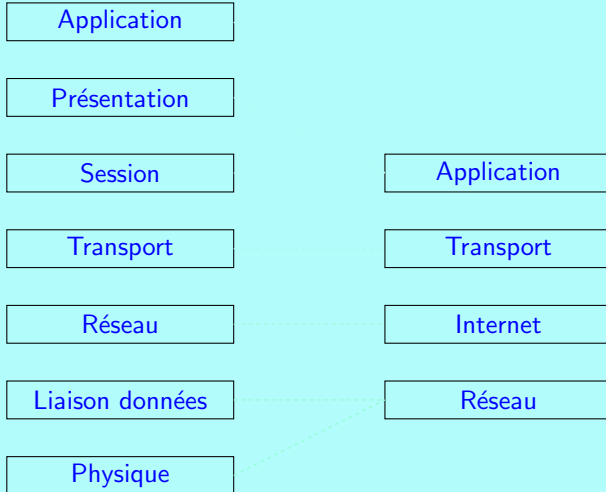 Application
Présentation
Session
Transport
Réseau
Liaison données
Physique
Application
Transport
Internet
Réseau